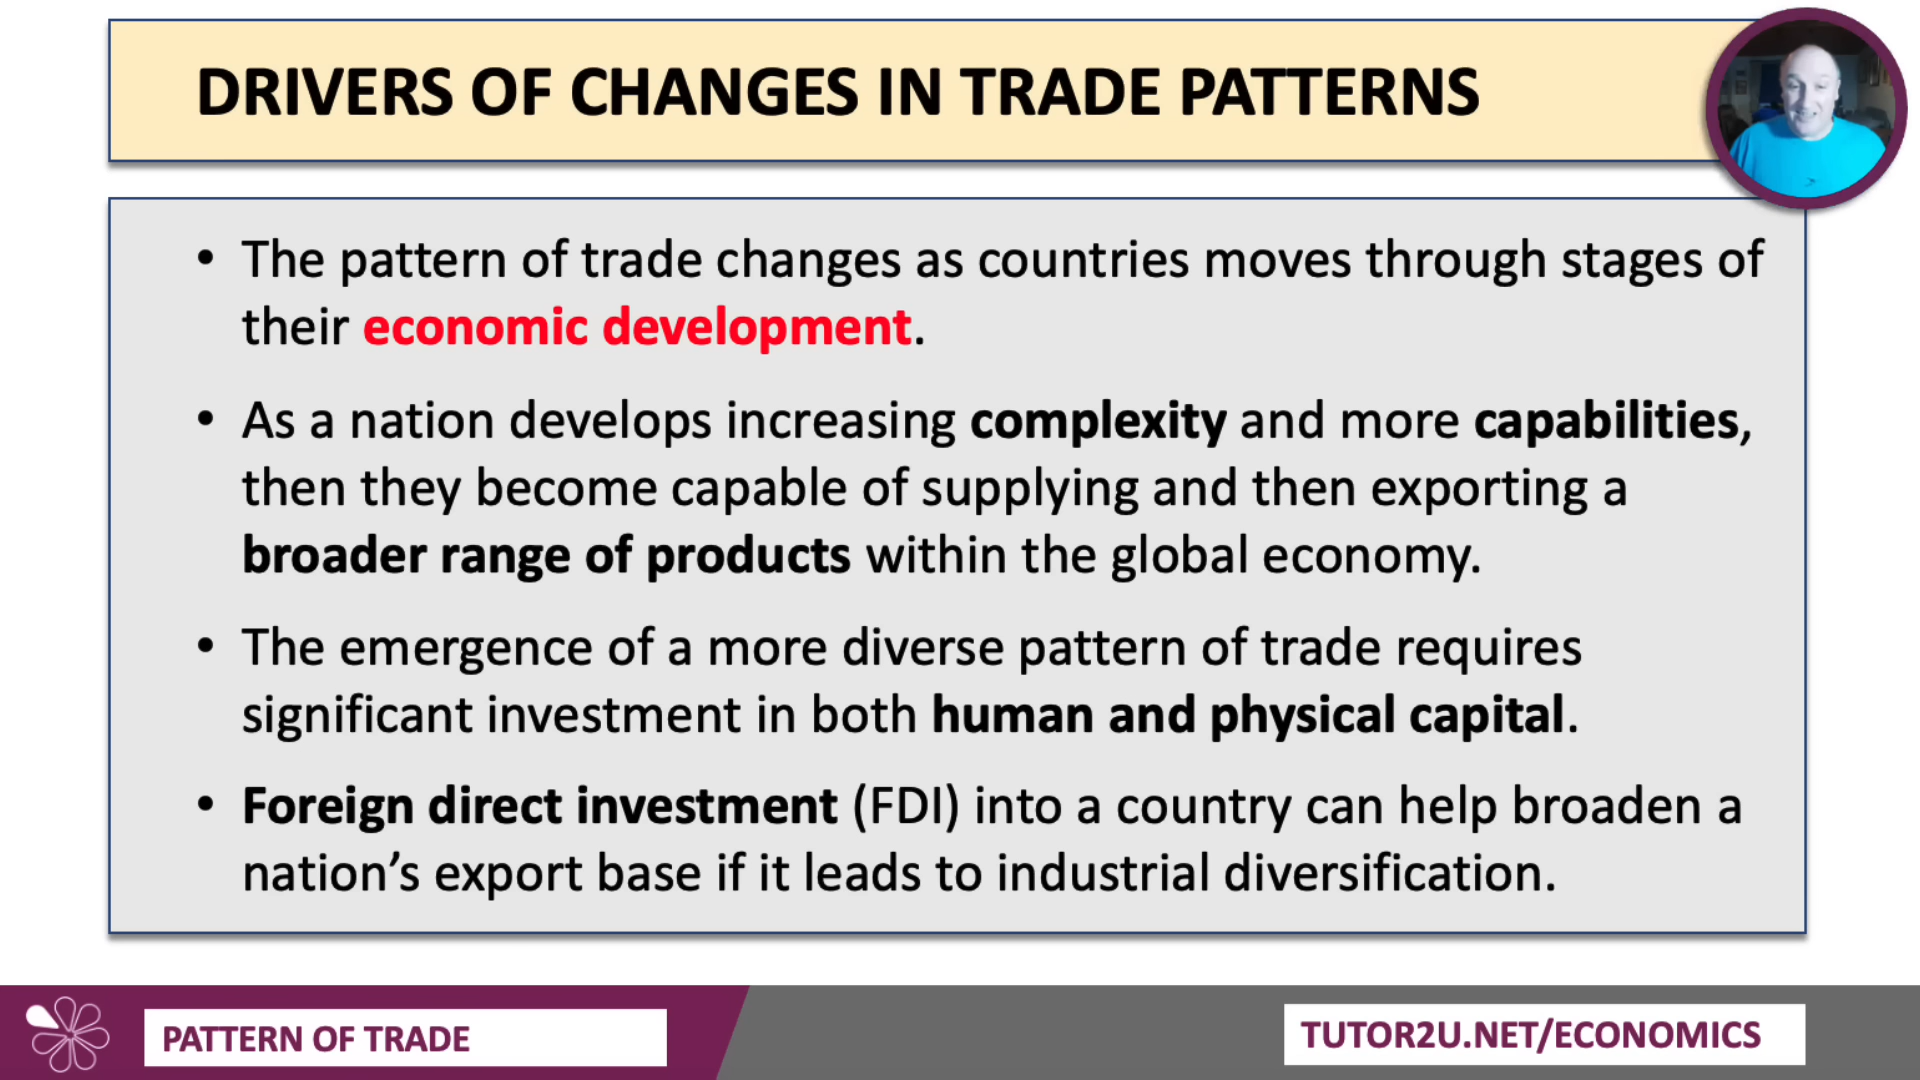 DRIVERS OF CHANGES IN TRADE PATTERNS
• The pattern of trade changes as countries moves through stages of
their economic development.
• As a nation develops increasing complexity and more capabilities,
then they become capable of supplying and then exporting a
broader range of products within the global economy.
• The emergence of a more diverse pattern of trade requires
significant investment in both human and physical capital.
• Foreign direct investment (FDI) into a country can help broaden a
nation’s export base if it leads to industrial diversification.
PATTERN OF TRADE
TUTOR2U.NET/ECONOMICS